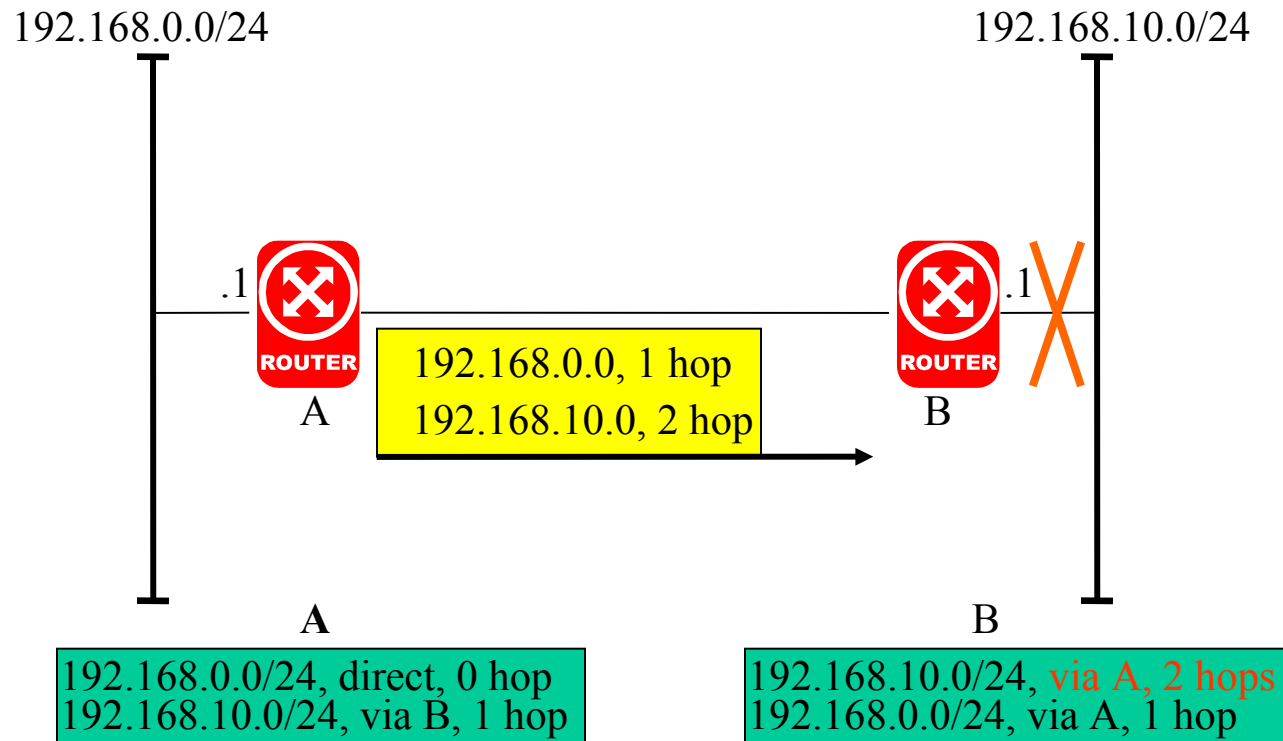 192.168.0.0/24
192.168.10.0/24
.1
.1
ROUTER
ROUTER
A
B
192.168.0.0, 1 hop
192.168.10.0, 2 hop
A
192.168.0.0/24, direct, 0 hop
192.168.10.0/24, via B, 1 hop
B
192.168.10.0/24, via A, 2 hops
192.168.0.0/24, via A, 1 hop